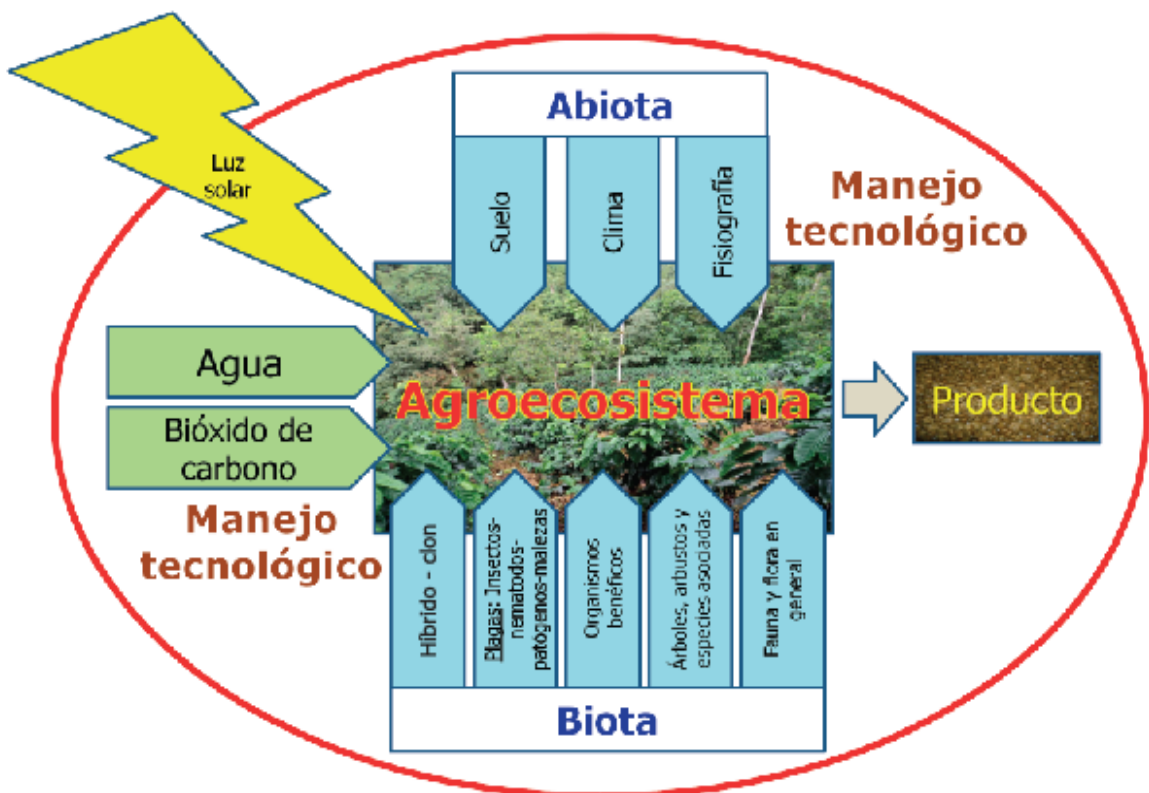 Luz
solar
Abiota
Suelo
Clima
Fisiografía
Manejo
tecnológico
Agua
Bióxido de
carbono
Agroecosistema
Producto
Manejo
tecnológico
Híbrido - clon
Plagas: Insectos-
nematodos-
patógenos-malezas
Organismos
benéficos
Árboles, arbustos y
especies asociadas
Fauna y flora en
general
Biota